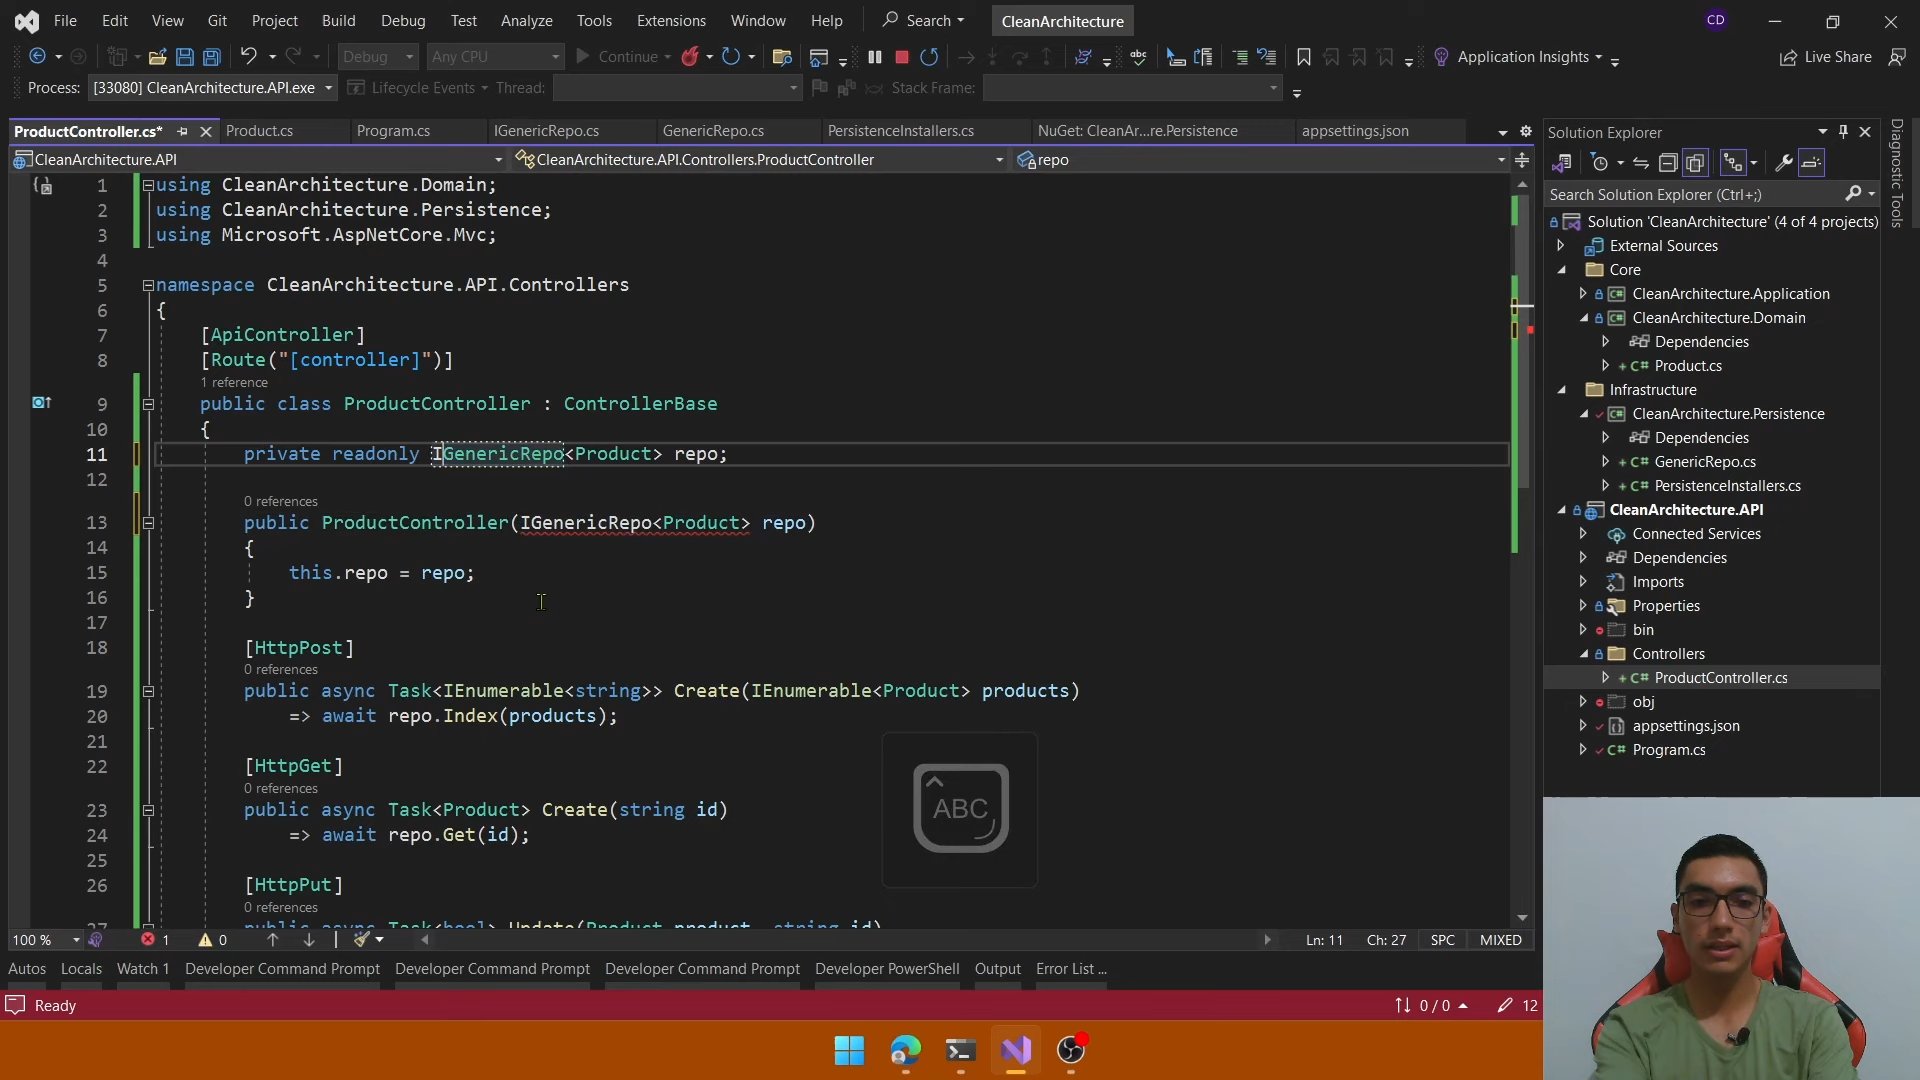 File Edit View Git Project Build Debug Test Analyze Tools Extensions Window Help Search CleanArchitecture CD
Debug Any CPU Continue Application Insights Live Share
Process: [33080] CleanArchitecture.API.exe Lifecycle Events Thread: Stack Frame:
ProductController.cs* Product.cs Program.cs IGenericRepo.cs GenericRepo.cs PersistenceInstallers.cs NuGet: CleanAr...re.Persistence appsettings.json
CleanArchitecture.API CleanArchitecture.API.Controllers.ProductController repo
1 using CleanArchitecture.Domain;
2 using CleanArchitecture.Persistence;
3 using Microsoft.AspNetCore.Mvc;
4
5 namespace CleanArchitecture.API.Controllers
6 {
7 [ApiController]
8 [Route("[controller]")]
1 reference
9 public class ProductController : ControllerBase
10 {
11 private readonly IGenericRepo<Product> repo;
12
0 references
13 public ProductController(IGenericRepo<Product> repo)
14 {
15 this.repo = repo;
16 }
17
18 [HttpPost]
0 references
19 public async Task<IEnumerable<string>> Create(IEnumerable<Product> products)
20 => await repo.Index(products);
21
22 [HttpGet]
0 references
23 public async Task<Product> Create(string id)
24 => await repo.Get(id);
25
26 [HttpPut]
0 references
27 public async Task<bool> Update(Product product, string id)
ABC
100 % 1 0 Ln: 11 Ch: 27 SPC MIXED
Autos Locals Watch 1 Developer Command Prompt Developer Command Prompt Developer Command Prompt Developer PowerShell Output Error List ...
Ready 0 / 0 12
Solution Explorer
Search Solution Explorer (Ctrl+;)
Solution 'CleanArchitecture' (4 of 4 projects)
External Sources
Core
CleanArchitecture.Application
CleanArchitecture.Domain
Dependencies
C# Product.cs
Infrastructure
CleanArchitecture.Persistence
Dependencies
C# GenericRepo.cs
C# PersistenceInstallers.cs
CleanArchitecture.API
Connected Services
Dependencies
Imports
Properties
bin
Controllers
C# ProductController.cs
obj
appsettings.json
C# Program.cs
Diagnostic Tools